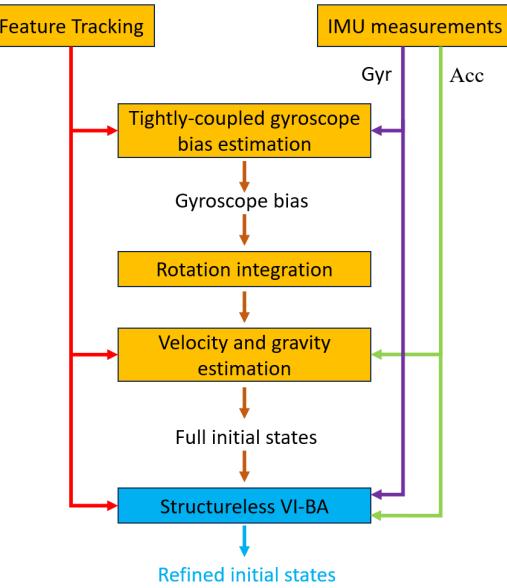 Feature Tracking
IMU measurements
Gyr
Acc
Tightly-coupled gyroscope
bias estimation
Gyroscope bias
Rotation integration
Velocity and gravity
estimation
Full initial states
Structureless VI-BA
Refined initial states